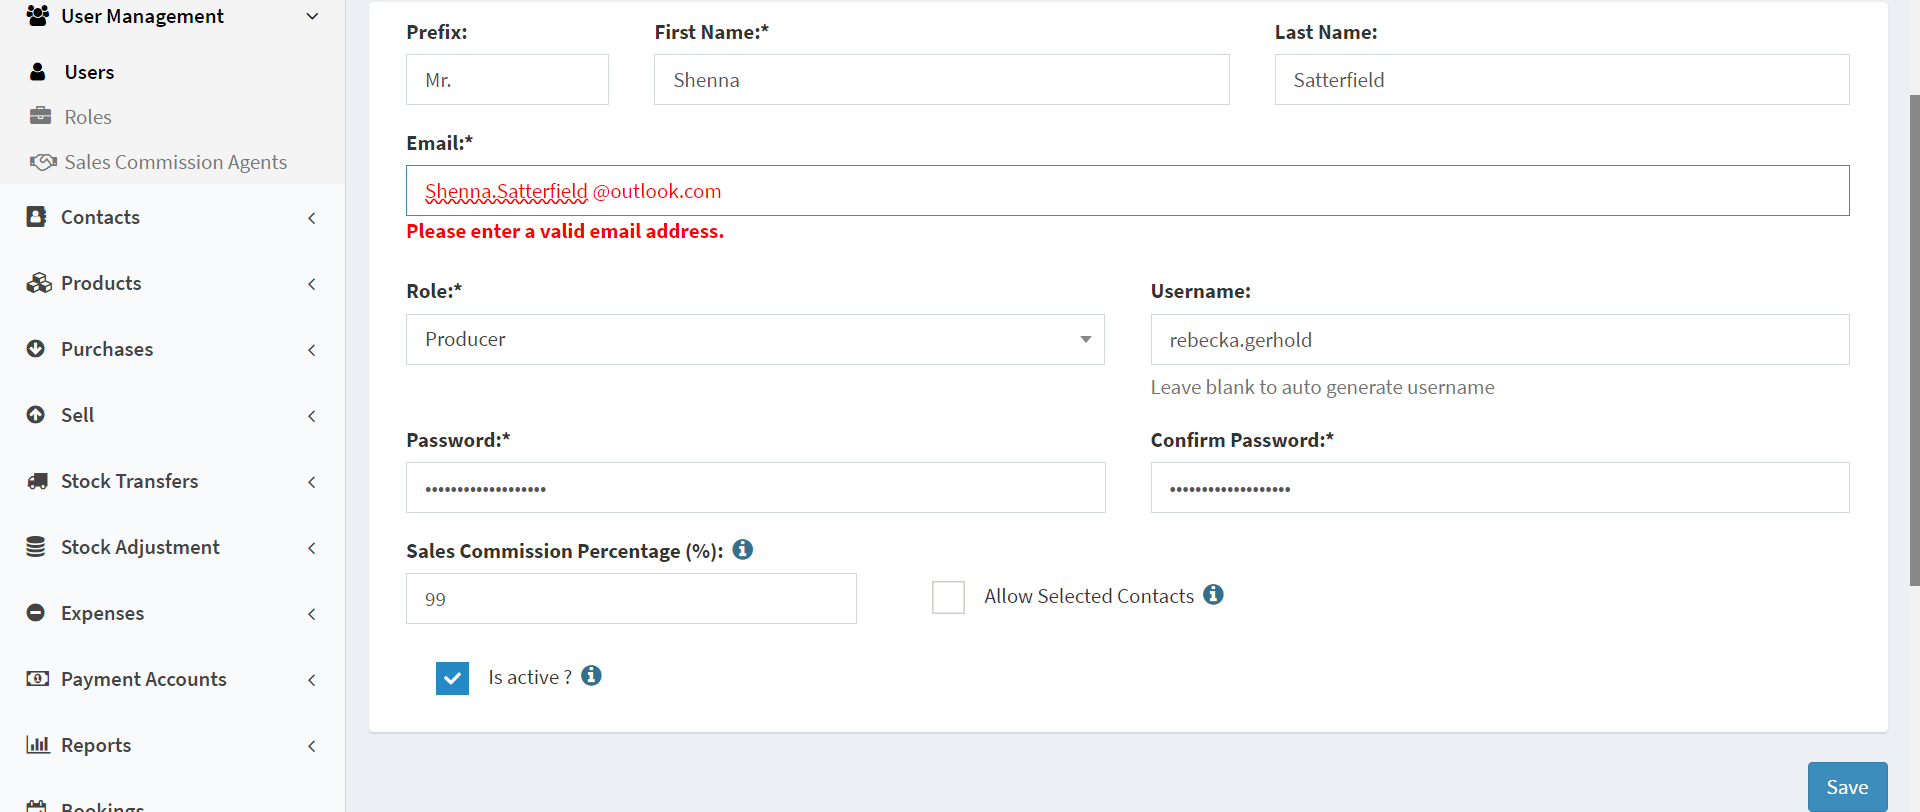 User Management
Users
Roles
Sales Commission Agents
Contacts
Products
Purchases
Sell
Stock Transfers
Stock Adjustment
Expenses
Payment Accounts
Reports
Bookings
Prefix:
First Name:*
Last Name:
Mr.
Shenna
Satterfield
Email:*
Shenna.Satterfield @outlook.com
Please enter a valid email address.
Role:*
Username:
Producer
rebecka.gerhold
Leave blank to auto generate username
Password:*
Confirm Password:*
•••••••••••••••••••
•••••••••••••••••••
Sales Commission Percentage (%):
99
Allow Selected Contacts
Is active ?
Save